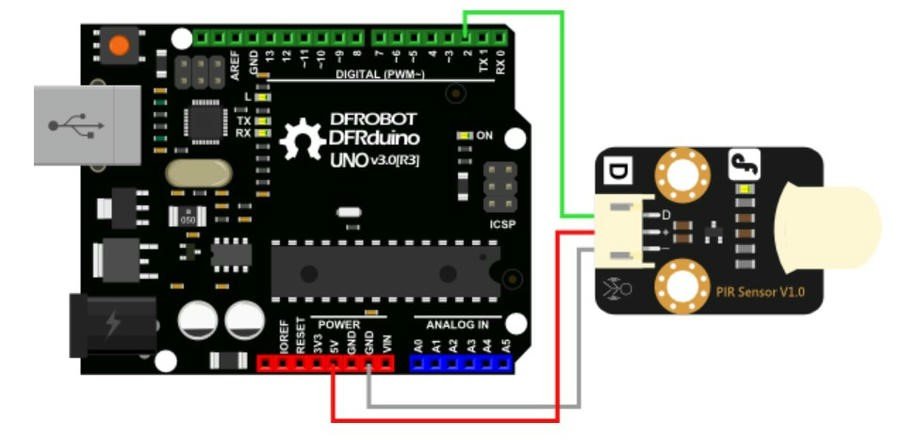 AREF
GND
13
12
~11
~10
~9
8
7
~6
~5
4
~3
2
TX 1
RX 0
DIGITAL (PWM~)
L
TX
RX
DFROBOT
DFRduino
UNO v3.0[R3]
ON
ICSP
050
D
D
+
−
PIR Sensor V1.0
POWER
ANALOG IN
IOREF
RESET
3V3
5V
GND
GND
VIN
A0
A1
A2
A3
A4
A5